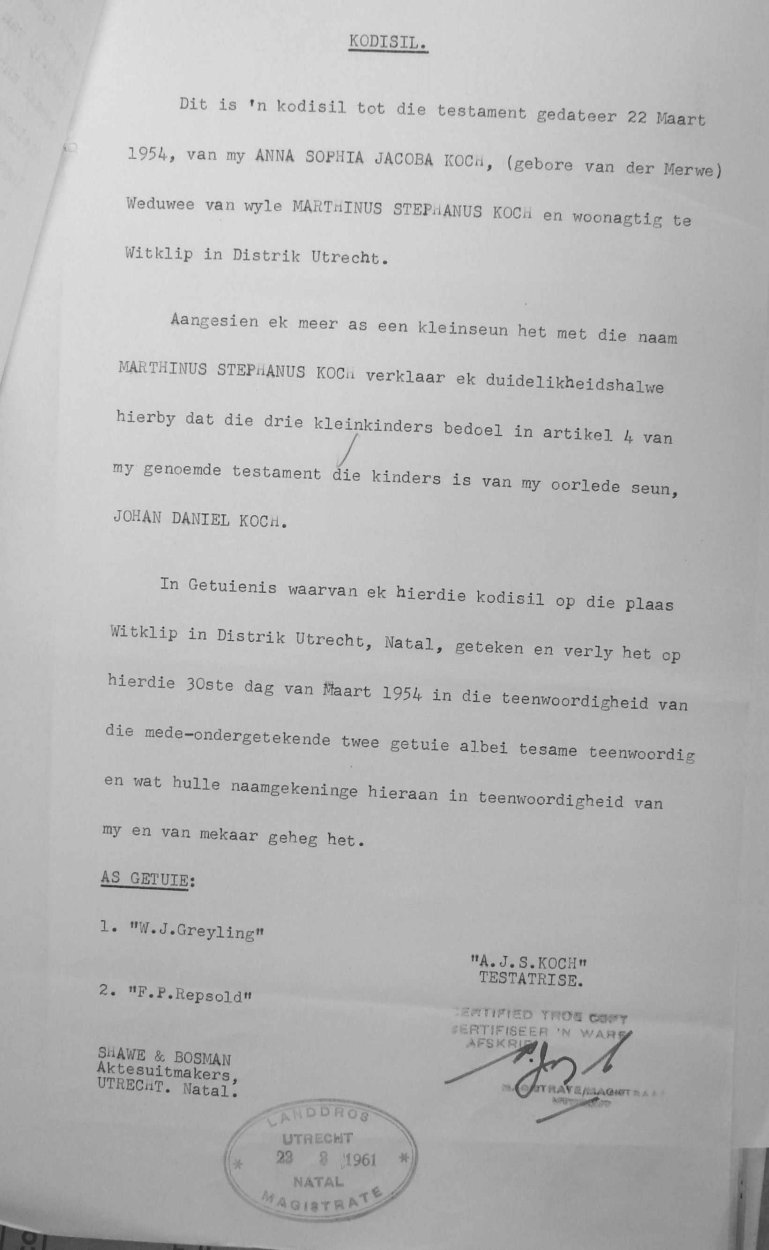 KODISIL.
Dit is 'n kodisil tot die testament gedateer 22 Maart
1954, van my ANNA SOPHIA JACOBA KOCH, (gebore van der Merwe)
Weduwee van wyle MARTHINUS STEPHANUS KOCH en woonagtig te
Witklip in Distrik Utrecht.
Aangesien ek meer as een kleinseun het met die naam
MARTHINUS STEPHANUS KOCH verklaar ek duidelikheidshalwe
hierby dat die drie kleinkinders bedoel in artikel 4 van
my genoemde testament die kinders is van my oorlede seun,
JOHAN DANIEL KOCH.
In Getuienis waarvan ek hierdie kodisil op die plaas
Witklip in Distrik Utrecht, Natal, geteken en verly het op
hierdie 30ste dag van Maart 1954 in die teenwoordigheid van
die mede-ondergetekende twee getuie albei tesame teenwoordig
en wat hulle naamgekeninge hieraan in teenwoordigheid van
my en van mekaar geheg het.
AS GETUIE:
1. "W.J.Greyling"
"A.J.S.KOCH"
TESTATRISE.
2. "F.P.Repsold"
CERTIFIED TRUE COPY
SERTIFISEER 'N WARE
AFSKRIF
SHAWE & BOSMAN
Aktesuitmakers,
UTRECHT. Natal.
MAGISTRATE/MAGISTRAAT
LANDDROS
UTRECHT
23 1961
NATAL
MAGISTRATE